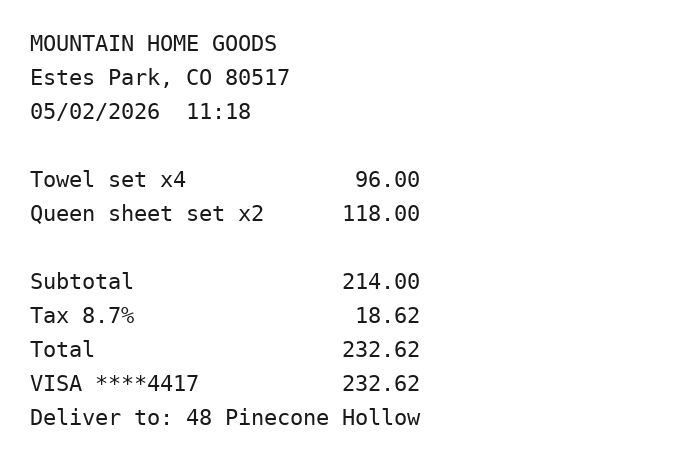 MOUNTAIN HOME GOODS
Estes Park, CO 80517
05/02/2026  11:18

Towel set x4             96.00
Queen sheet set x2      118.00

Subtotal                214.00
Tax 8.7%                 18.62
Total                   232.62
VISA ****4417           232.62
Deliver to: 48 Pinecone Hollow